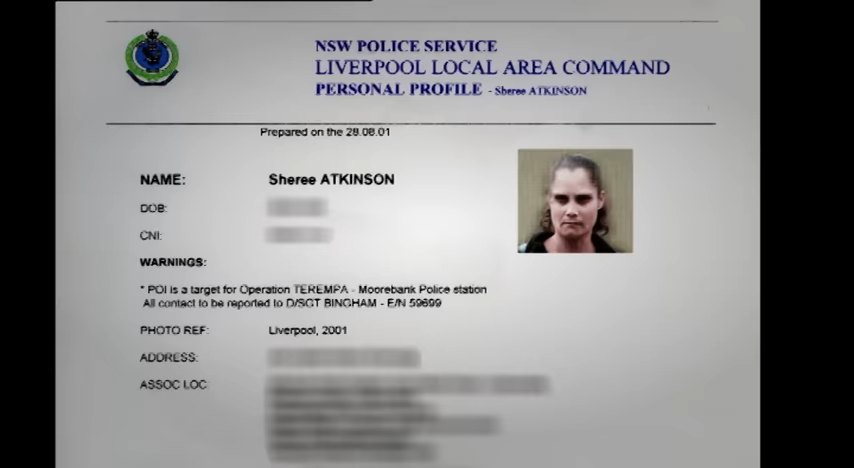 NSW POLICE SERVICE
LIVERPOOL LOCAL AREA COMMAND
PERSONAL PROFILE - Sheree ATKINSON
Prepared on the 28.08.01
NAME: Sheree ATKINSON
DOB:
CNI:
WARNINGS:
* POI is a target for Operation TEREMPA - Moorebank Police station
All contact to be reported to D/SGT BINGHAM - E/N 59699
PHOTO REF: Liverpool, 2001
ADDRESS:
ASSOC LOC